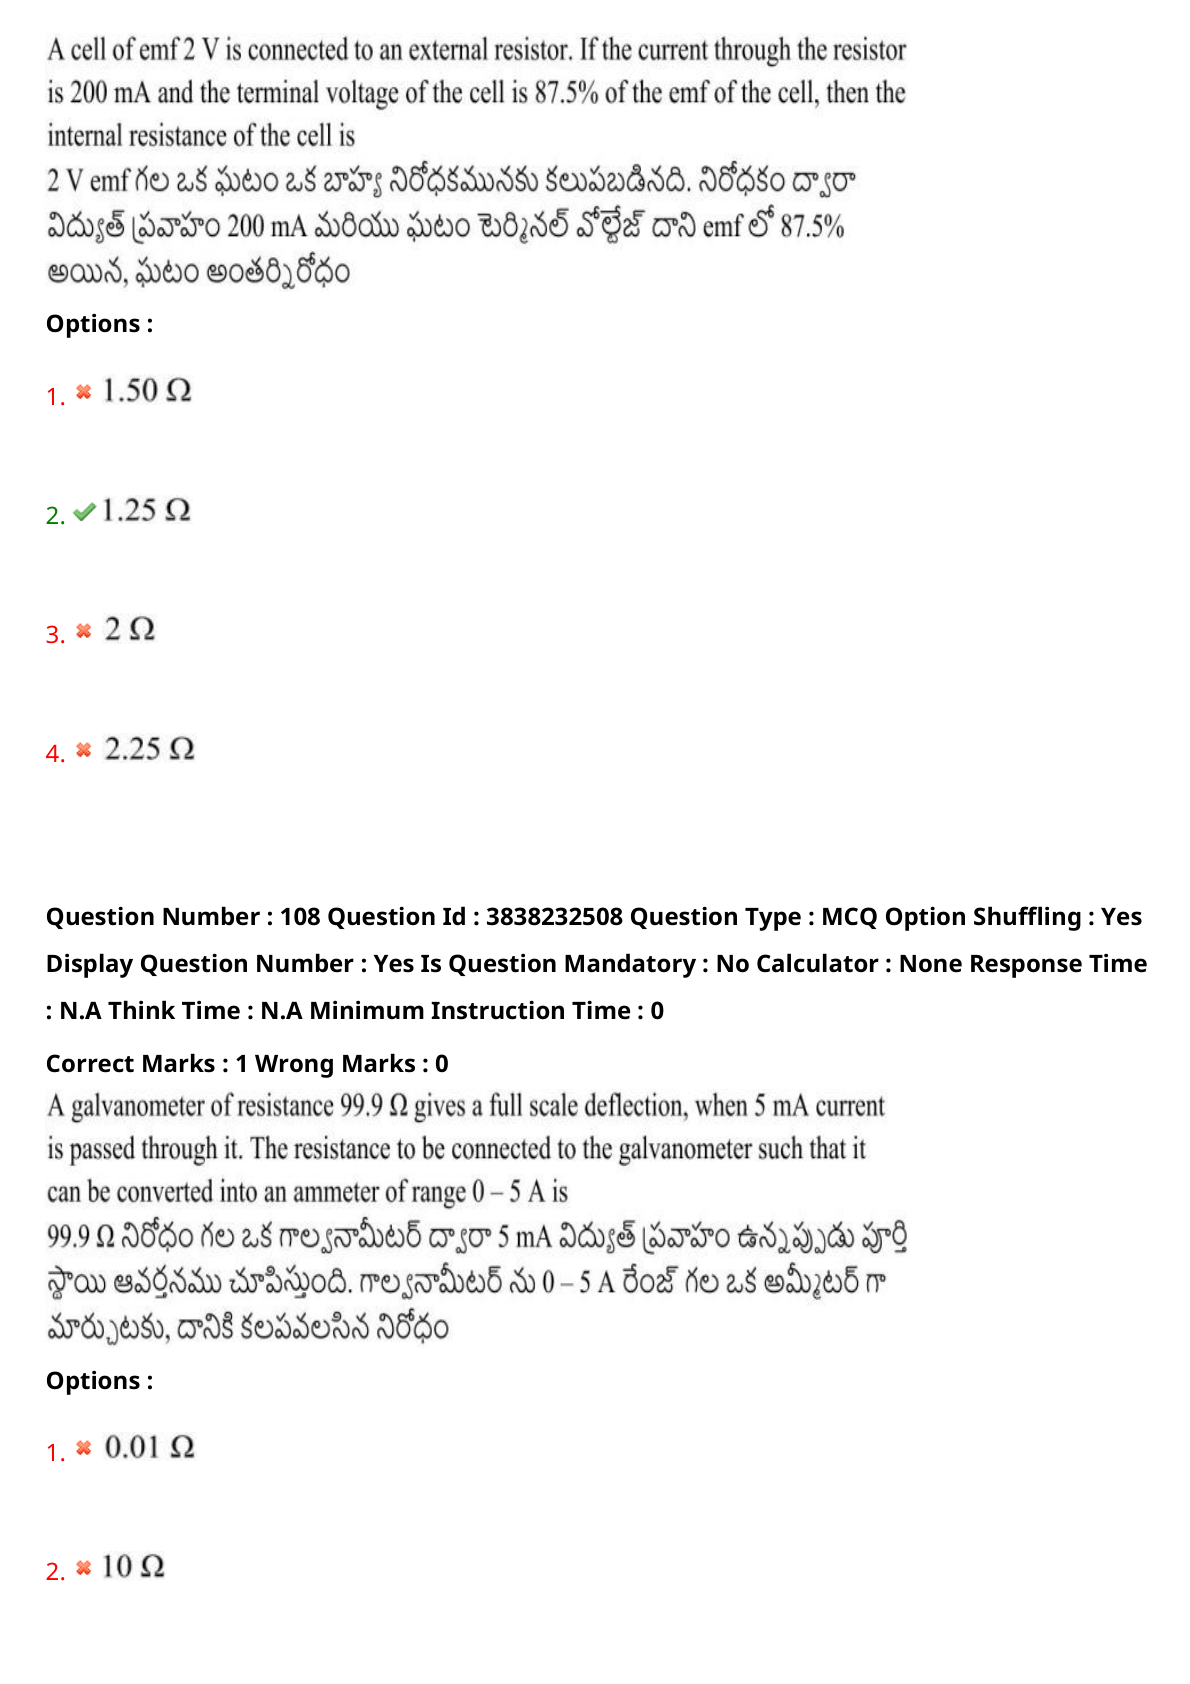 A cell of emf 2 V is connected to an external resistor. If the current through the resistor
is 200 mA and the terminal voltage of the cell is 87.5% of the emf of the cell, then the
internal resistance of the cell is
2 V emf గల ఒక ఘటం ఒక బాహ్య నిరోధకమునకు కలుపబడినది. నిరోధకం ద్వారా
విద్యుత్ ప్రవాహం 200 mA మరియు ఘటం టెర్మినల్ వోల్టేజ్ దాని emf లో 87.5%
అయిన, ఘటం అంతర్నిరోధం
Options :
1. 1.50 Ω
2. 1.25 Ω
3. 2 Ω
4. 2.25 Ω
Question Number : 108 Question Id : 3838232508 Question Type : MCQ Option Shuffling : Yes
Display Question Number : Yes Is Question Mandatory : No Calculator : None Response Time
: N.A Think Time : N.A Minimum Instruction Time : 0
Correct Marks : 1 Wrong Marks : 0
A galvanometer of resistance 99.9 Ω gives a full scale deflection, when 5 mA current
is passed through it. The resistance to be connected to the galvanometer such that it
can be converted into an ammeter of range 0 – 5 A is
99.9 Ω నిరోధం గల ఒక గాల్వనామీటర్ ద్వారా 5 mA విద్యుత్ ప్రవాహం ఉన్నప్పుడు పూర్తి
స్థాయి ఆవర్తనము చూపిస్తుంది. గాల్వనామీటర్ ను 0 – 5 A రేంజ్ గల ఒక అమ్మీటర్ గా
మార్చుటకు, దానికి కలపవలసిన నిరోధం
Options :
1. 0.01 Ω
2. 10 Ω